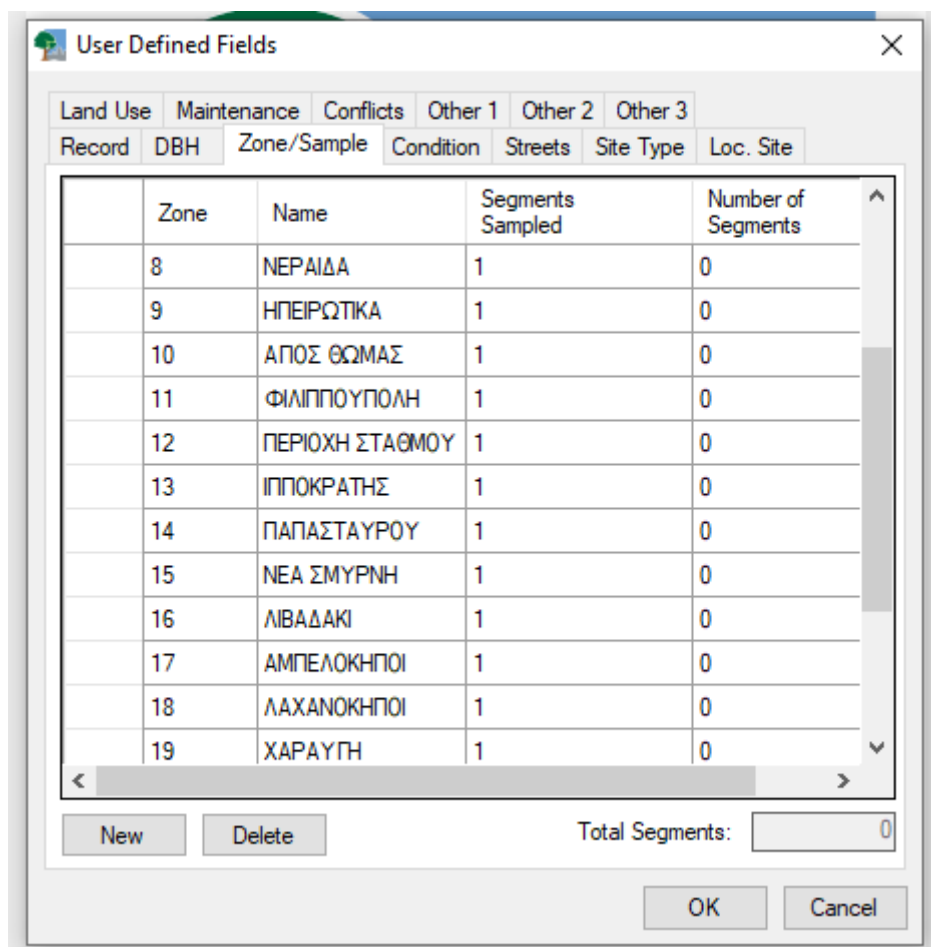 User Defined Fields
Land Use Maintenance Conflicts Other 1 Other 2 Other 3
Record DBH Zone/Sample Condition Streets Site Type Loc. Site
Zone Name Segments Sampled Number of Segments
8 ΝΕΡΑΙΔΑ 1 0
9 ΗΠΕΙΡΩΤΙΚΑ 1 0
10 ΑΠΟΣ ΘΩΜΑΣ 1 0
11 ΦΙΛΙΠΠΟΥΠΟΛΗ 1 0
12 ΠΕΡΙΟΧΗ ΣΤΑΘΜΟΥ 1 0
13 ΙΠΠΟΚΡΑΤΗΣ 1 0
14 ΠΑΠΑΣΤΑΥΡΟΥ 1 0
15 ΝΕΑ ΣΜΥΡΝΗ 1 0
16 ΛΙΒΑΔΑΚΙ 1 0
17 ΑΜΠΕΛΟΚΗΠΟΙ 1 0
18 ΛΑΧΑΝΟΚΗΠΟΙ 1 0
19 ΧΑΡΑΥΓΗ 1 0
New Delete Total Segments: 0
OK Cancel